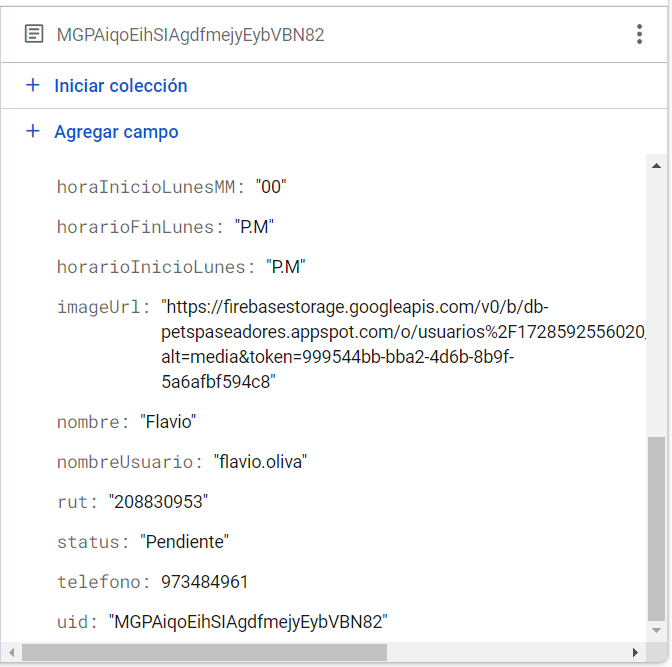 MGPAiqoEihSIAgdfmejyEybVBN82
+ Iniciar colección
+ Agregar campo
horaInicioLunesMM: "00"
horarioFinLunes: "P.M"
horarioInicioLunes: "P.M"
imageUrl: "https://firebasestorage.googleapis.com/v0/b/db-
petspaseadores.appspot.com/o/usuarios%2F1728592556020_
alt=media&token=999544bb-bba2-4d6b-8b9f-
5a6afbf594c8"
nombre: "Flavio"
nombreUsuario: "flavio.oliva"
rut: "208830953"
status: "Pendiente"
telefono: 973484961
uid: "MGPAiqoEihSIAgdfmejyEybVBN82"